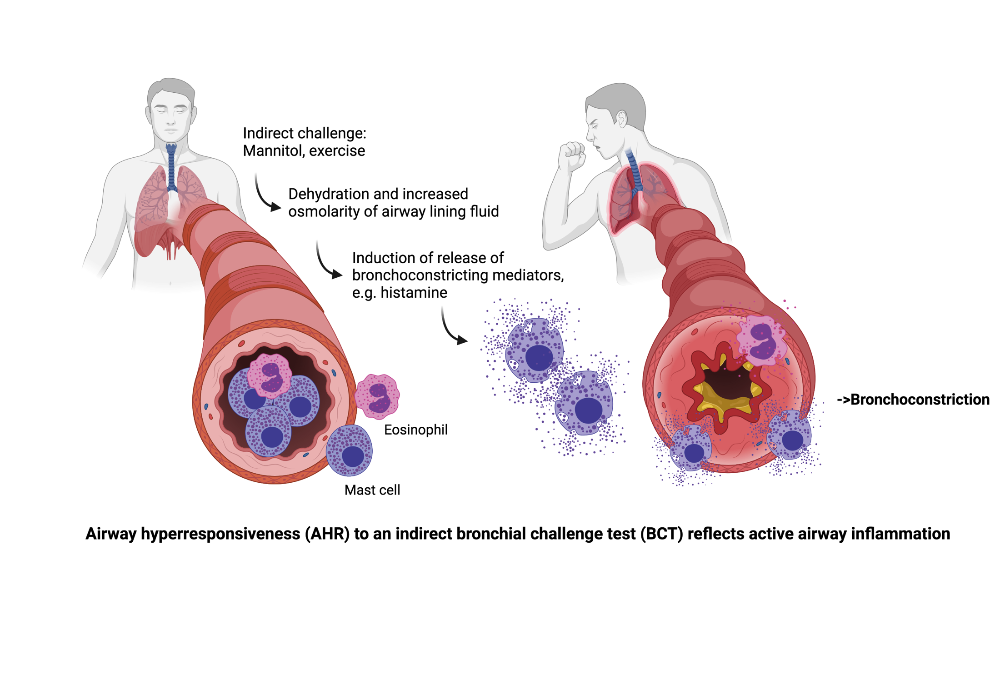 Indirect challenge:
Mannitol, exercise
Dehydration and increased
osmolarity of airway lining fluid
Induction of release of
bronchoconstricting mediators,
e.g. histamine
->Bronchoconstriction
Eosinophil
Mast cell
Airway hyperresponsiveness (AHR) to an indirect bronchial challenge test (BCT) reflects active airway inflammation